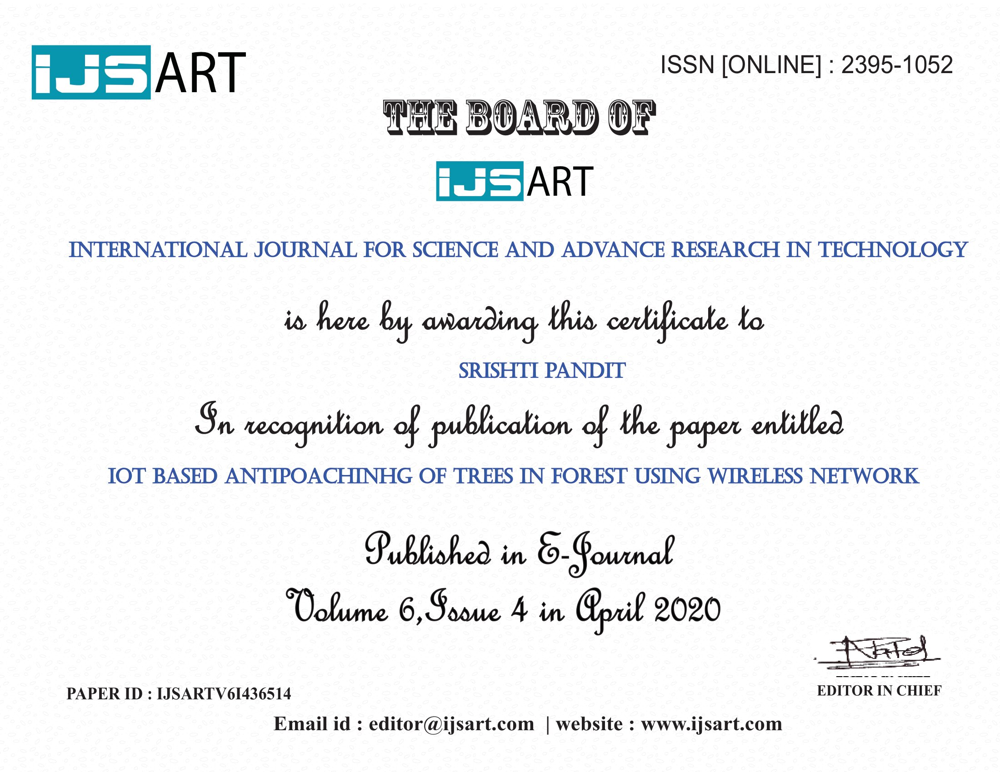 IJSART
ISSN [ONLINE] : 2395-1052
THE BOARD OF
IJSART
INTERNATIONAL JOURNAL FOR SCIENCE AND ADVANCE RESEARCH IN TECHNOLOGY
is here by awarding this certificate to
SRISHTI PANDIT
In recognition of publication of the paper entitled
IOT BASED ANTIPOACHINHG OF TREES IN FOREST USING WIRELESS NETWORK
Published in E-Journal
Volume 6,Issue 4 in April 2020
PAPER ID : IJSARTV6I436514
EDITOR IN CHIEF
Email id : editor@ijsart.com | website : www.ijsart.com